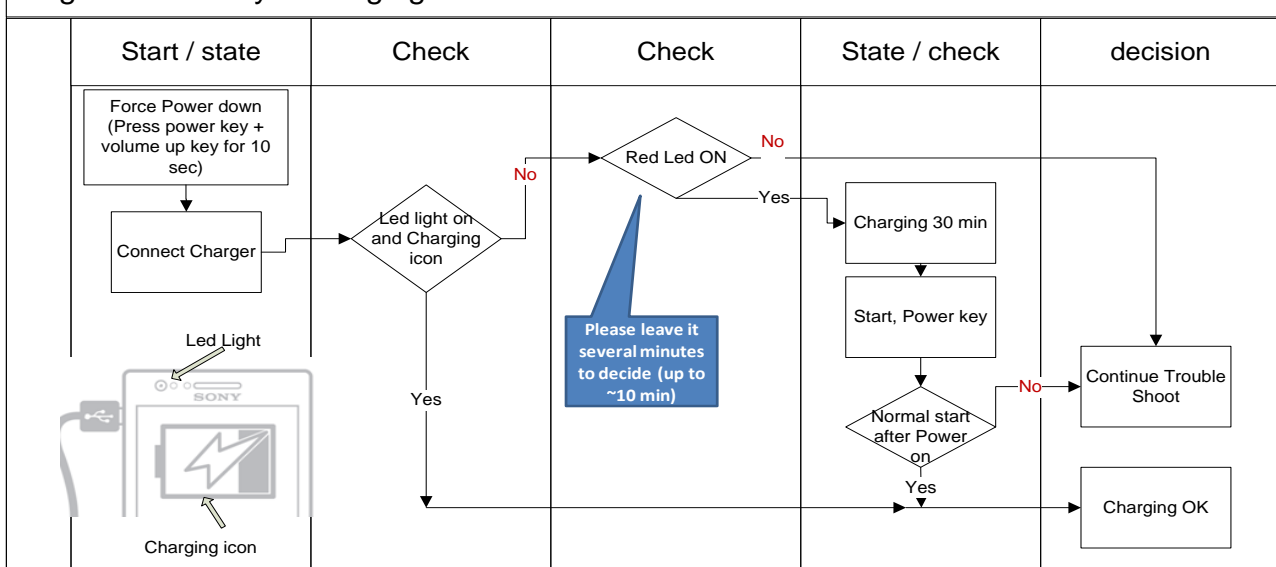 Start / state
Check
Check
State / check
decision
Force Power down
(Press power key +
volume up key for 10
sec)
Connect Charger
Led light on
and Charging
icon
No
Yes
Red Led ON
No
Yes
Please leave it
several minutes
to decide (up to
~10 min)
Charging 30 min
Start, Power key
Normal start
after Power
on
No
Yes
Continue Trouble
Shoot
Charging OK
Led Light
SONY
Charging icon